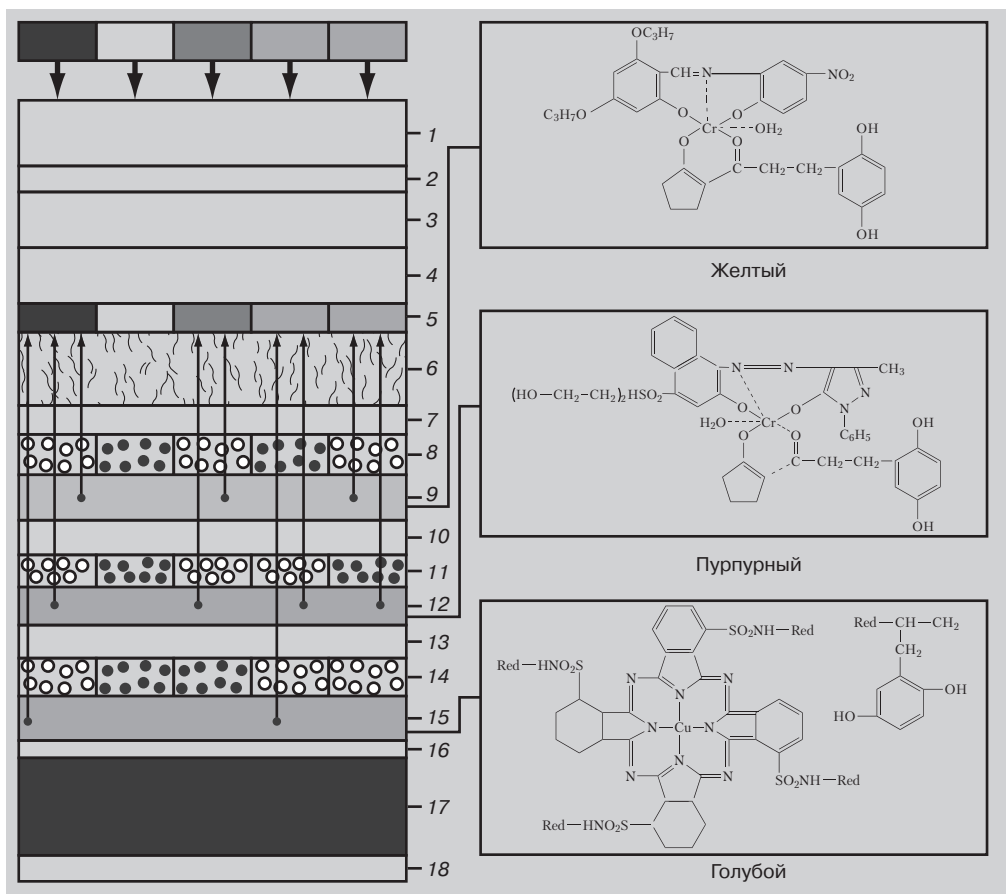 1
2
3
4
5
6
7
8
9
10
11
12
13
14
15
16
17
18
OC₃H₇
CH=N
NO₂
C₃H₇O
O
O
Cr
OH₂
O
O
C—CH₂—CH₂
OH
OH
Желтый
N=N
CH₃
(HO—CH₂—CH₂)₂HSO₂
N
O
O
N
H₂O
Cr
C₆H₅
O
O
C—CH₂—CH₂
OH
OH
Пурпурный
SO₂NH—Red
Red—CH—CH₂
CH₂
Red—HNO₂S
N
N
N
OH
HO
N
Cu
N
N
N
N
SO₂NH—Red
Red—HNO₂S
Голубой